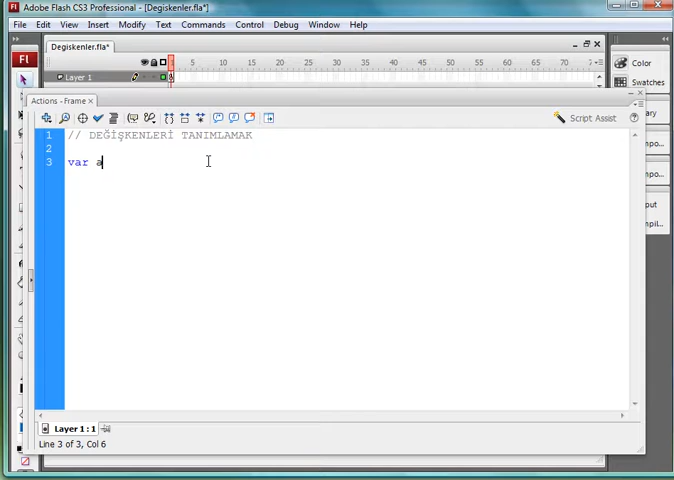 Adobe Flash CS3 Professional - [Degiskenler.fla*]
File Edit View Insert Modify Text Commands Control Debug Window Help
Degiskenler.fla*
Fl
5 10 15 20 25 30 35 40 45 50 55 60 65 70
Layer 1
Color
Swatches
Actions - Frame
Script Assist
1 // DEĞİŞKENLERİ TANIMLAMAK
2
3 var a
Layer 1 : 1
Line 3 of 3, Col 6